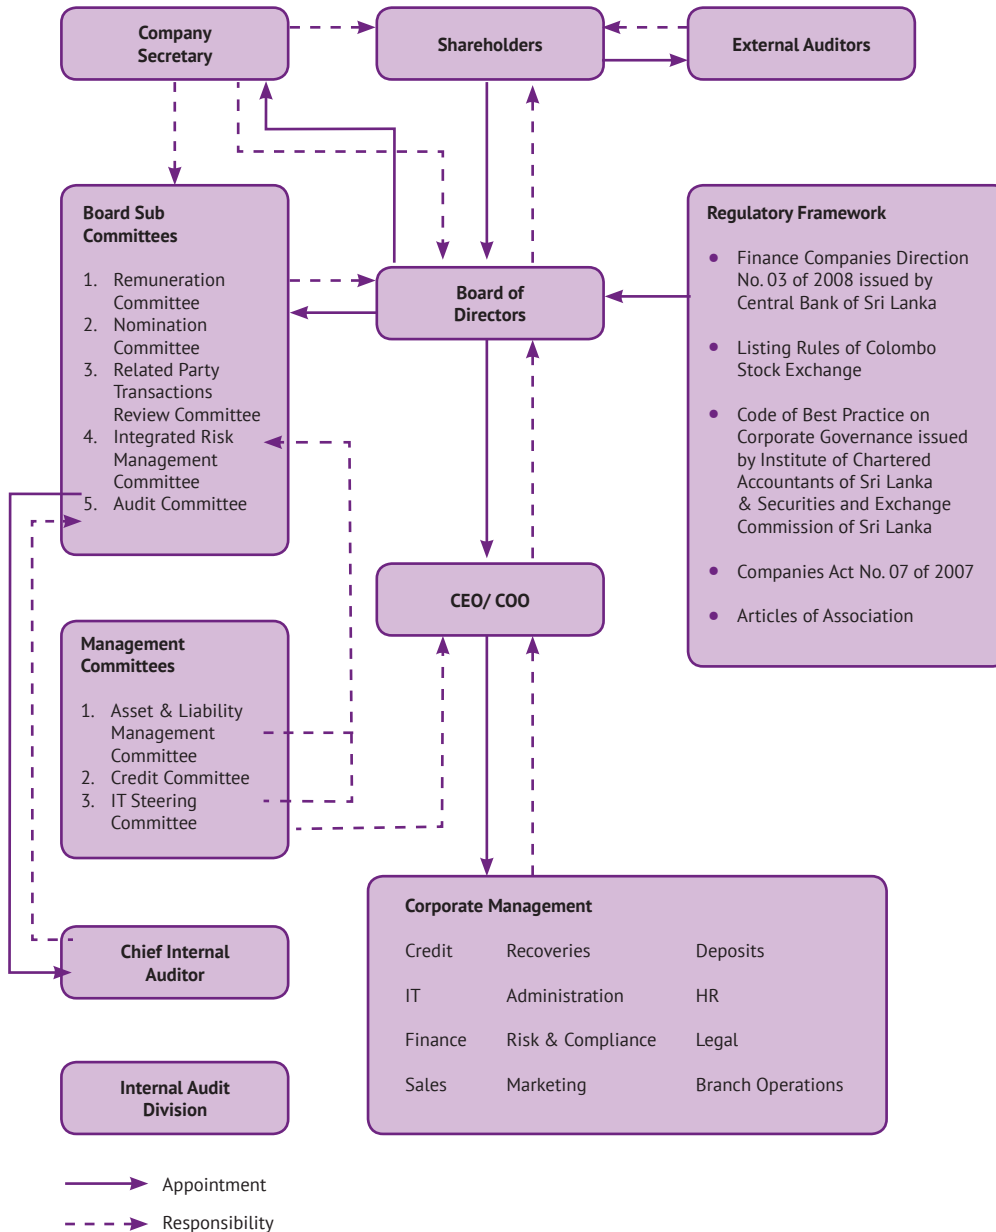 Company
Secretary
Shareholders
External Auditors
Board Sub
Committees
1. Remuneration
Committee
2. Nomination
Committee
3. Related Party
Transactions
Review Committee
4. Integrated Risk
Management
Committee
5. Audit Committee
Board of
Directors
Regulatory Framework
• Finance Companies Direction
No. 03 of 2008 issued by
Central Bank of Sri Lanka
• Listing Rules of Colombo
Stock Exchange
• Code of Best Practice on
Corporate Governance issued
by Institute of Chartered
Accountants of Sri Lanka
& Securities and Exchange
Commission of Sri Lanka
• Companies Act No. 07 of 2007
• Articles of Association
CEO/ COO
Management
Committees
1. Asset & Liability
Management
Committee
2. Credit Committee
3. IT Steering
Committee
Corporate Management
Credit Recoveries Deposits
IT Administration HR
Finance Risk & Compliance Legal
Sales Marketing Branch Operations
Chief Internal
Auditor
Internal Audit
Division
Appointment
Responsibility